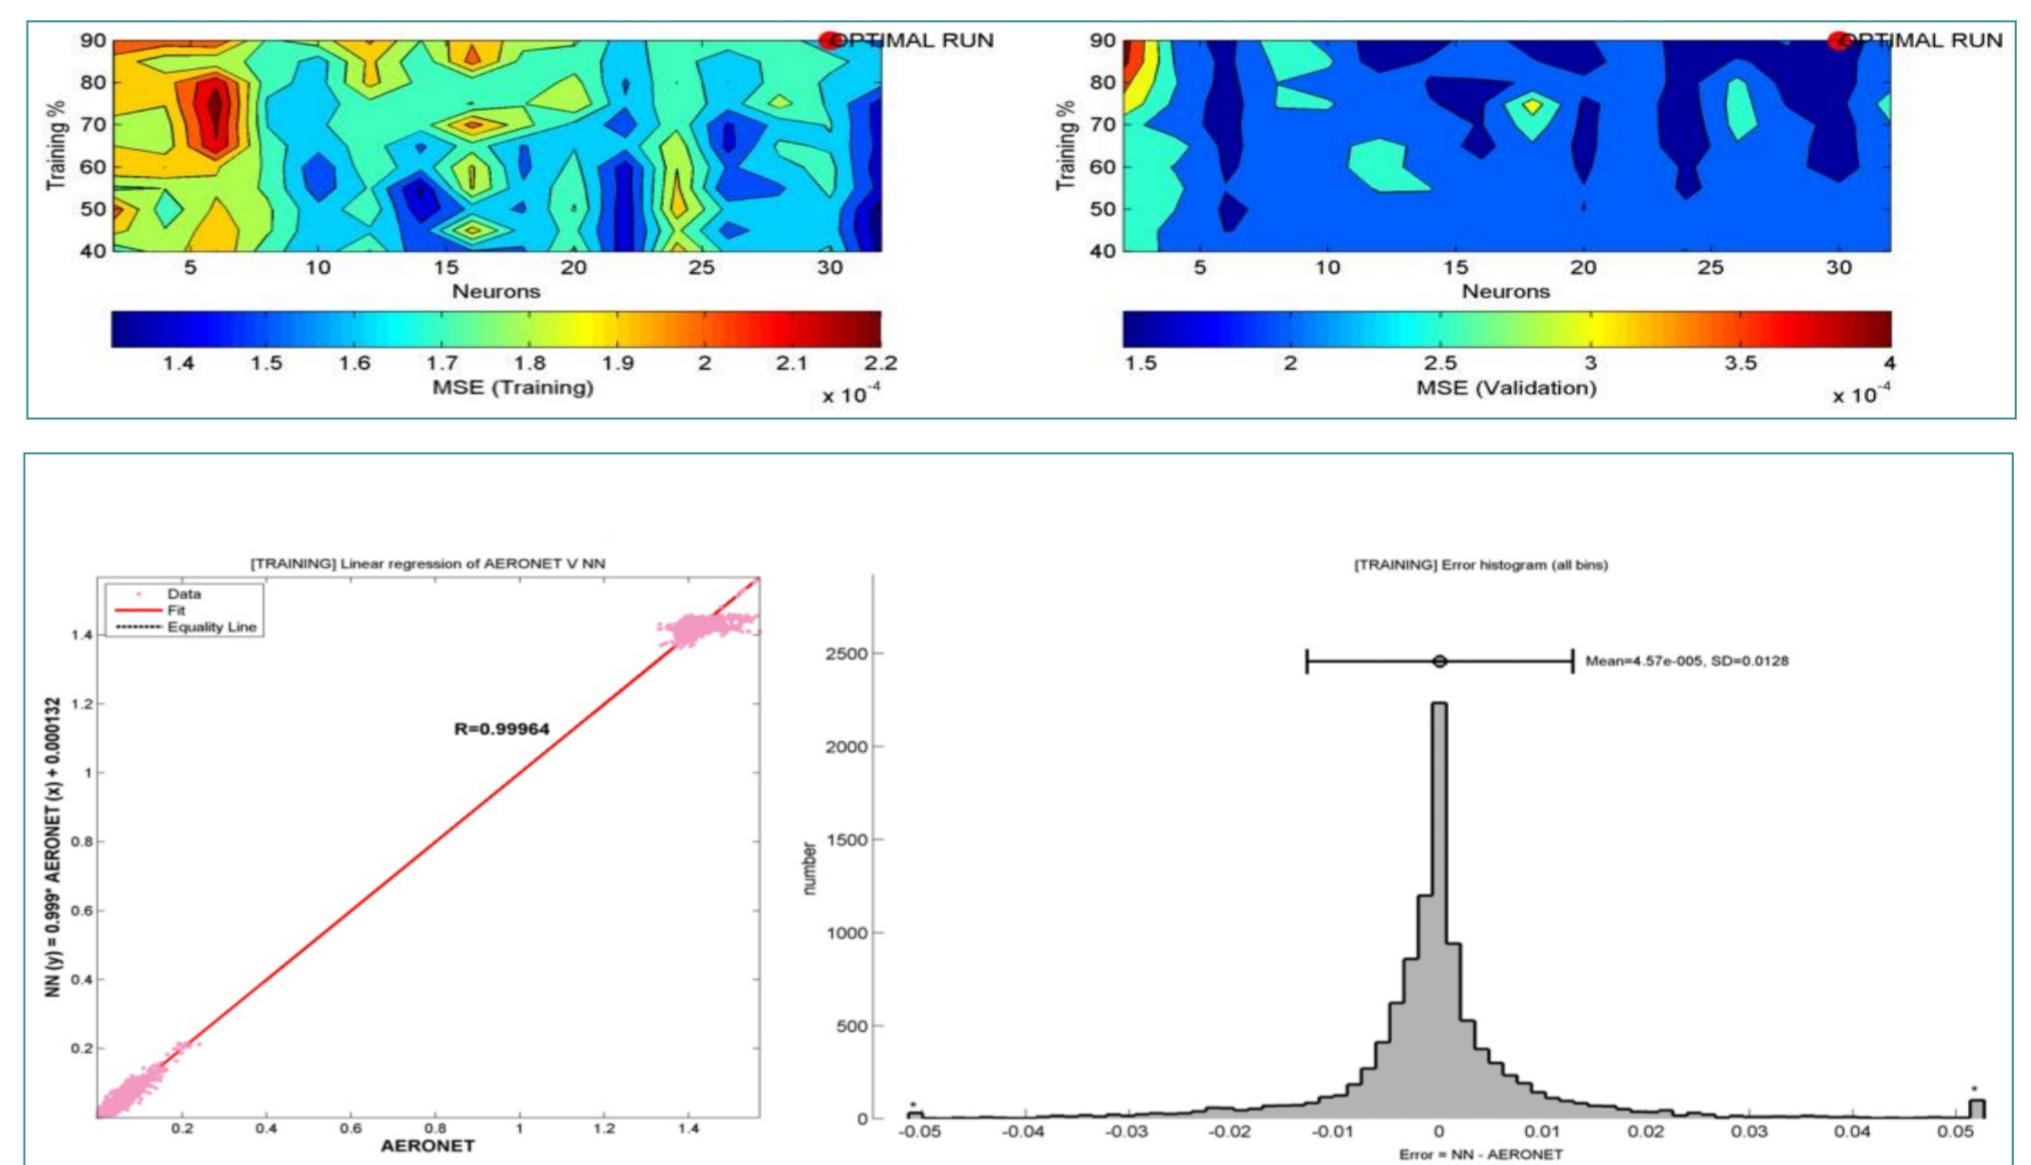 90
80
70
60
50
40
Training %
5 10 15 20 25 30
Neurons
OPTIMAL RUN
1.4 1.5 1.6 1.7 1.8 1.9 2 2.1 2.2
MSE (Training)
x 10-4
90
80
70
60
50
40
Training %
5 10 15 20 25 30
Neurons
OPTIMAL RUN
1.5 2 2.5 3 3.5 4
MSE (Validation)
x 10-4
[TRAINING] Linear regression of AERONET V NN
Data
Fit
Equality Line
1.4
1.2
1
0.8
0.6
0.4
0.2
R=0.99964
NN (y) = 0.999* AERONET (x) + 0.000132
0.2 0.4 0.6 0.8 1 1.2 1.4
AERONET
[TRAINING] Error histogram (all bins)
Mean=4.57e-005, SD=0.0128
2500
2000
1500
1000
500
0
number
* *
-0.05 -0.04 -0.03 -0.02 -0.01 0 0.01 0.02 0.03 0.04 0.05
Error = NN - AERONET